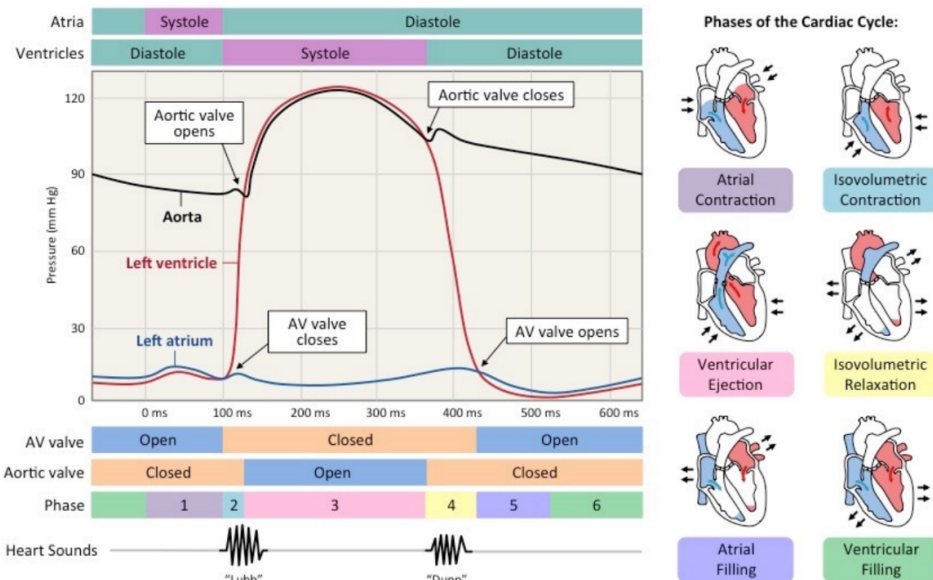 Atria Systole Diastole
Ventricles Diastole Systole Diastole
Phases of the Cardiac Cycle:
120
90
60
30
0
Pressure (mm Hg)
Aortic valve
opens
Aortic valve closes
Aorta
Left ventricle
Left atrium
AV valve
closes
AV valve opens
0 ms 100 ms 200 ms 300 ms 400 ms 500 ms 600 ms
AV valve Open Closed Open
Aortic valve Closed Open Closed
Phase 1 2 3 4 5 6
Heart Sounds
"Lubb" "Dupp"
Atrial
Contraction
Isovolumetric
Contraction
Ventricular
Ejection
Isovolumetric
Relaxation
Atrial
Filling
Ventricular
Filling